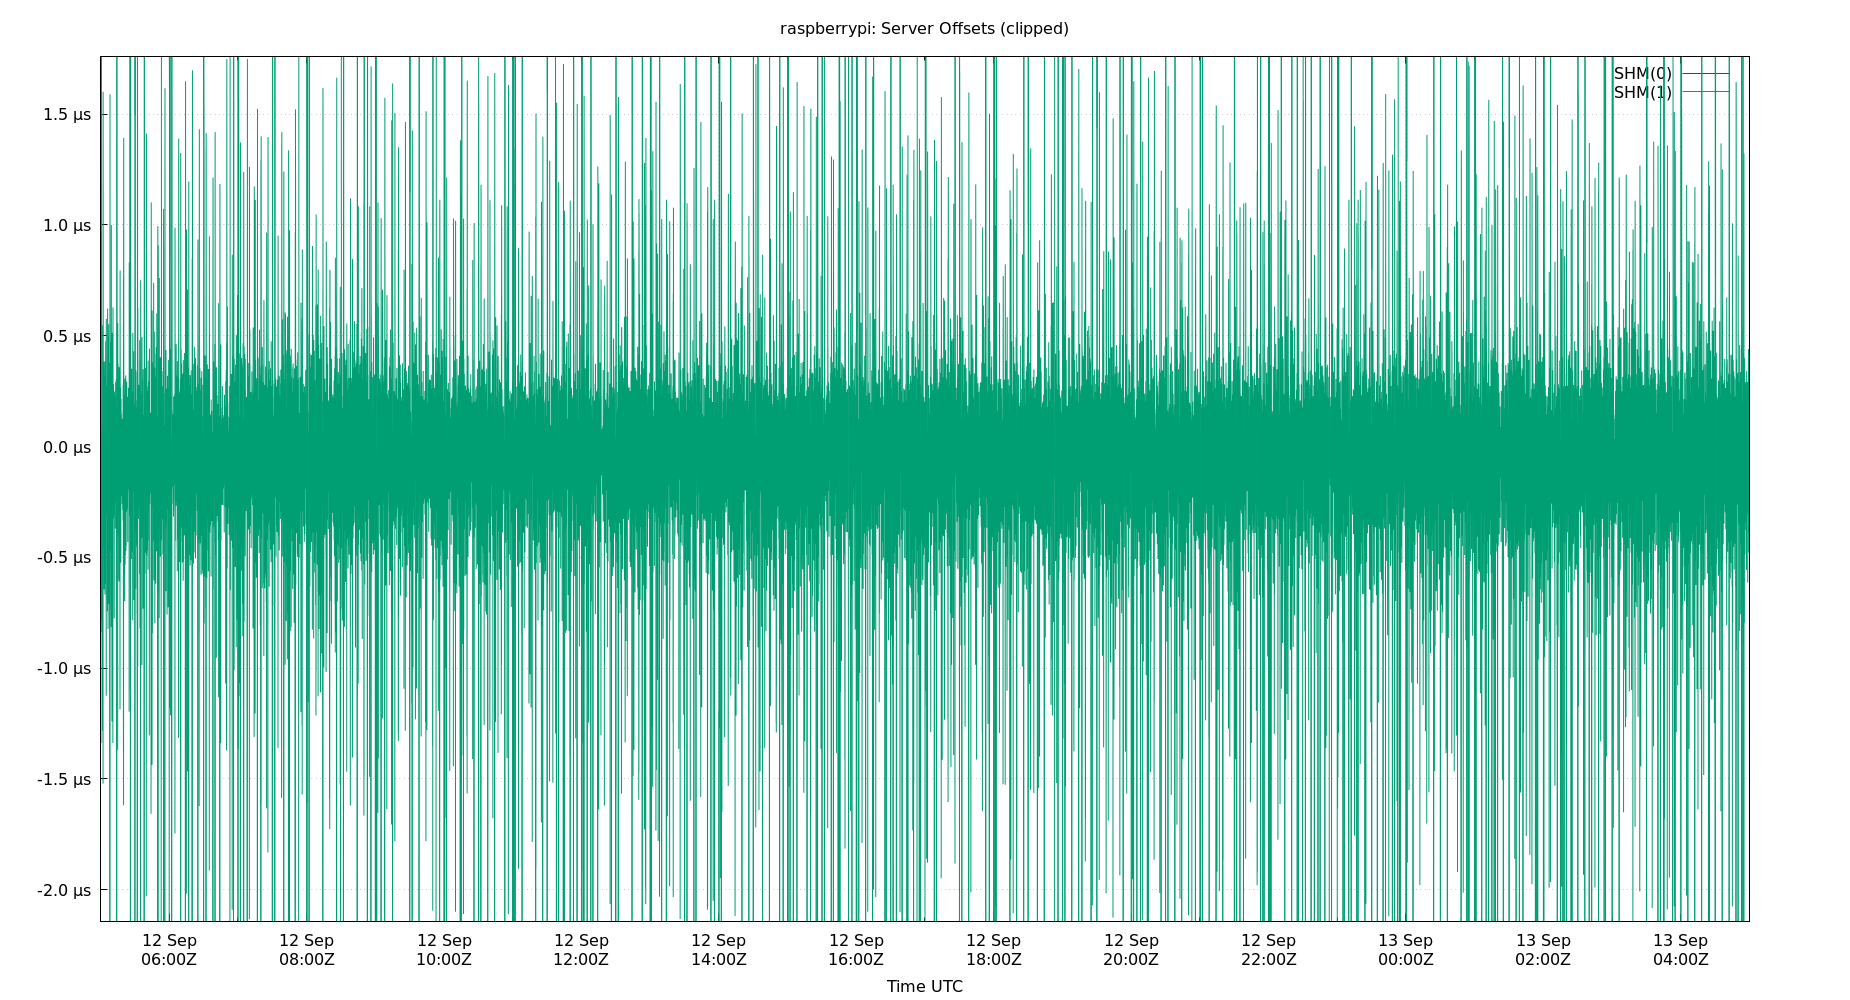 raspberrypi: Server Offsets (clipped)
SHM(0)
SHM(1)
1.5 µs
1.0 µs
0.5 µs
0.0 µs
-0.5 µs
-1.0 µs
-1.5 µs
-2.0 µs
12 Sep 12 Sep 12 Sep 12 Sep 12 Sep 12 Sep 12 Sep 12 Sep 12 Sep 13 Sep 13 Sep 13 Sep
06:00Z 08:00Z 10:00Z 12:00Z 14:00Z 16:00Z 18:00Z 20:00Z 22:00Z 00:00Z 02:00Z 04:00Z
Time UTC